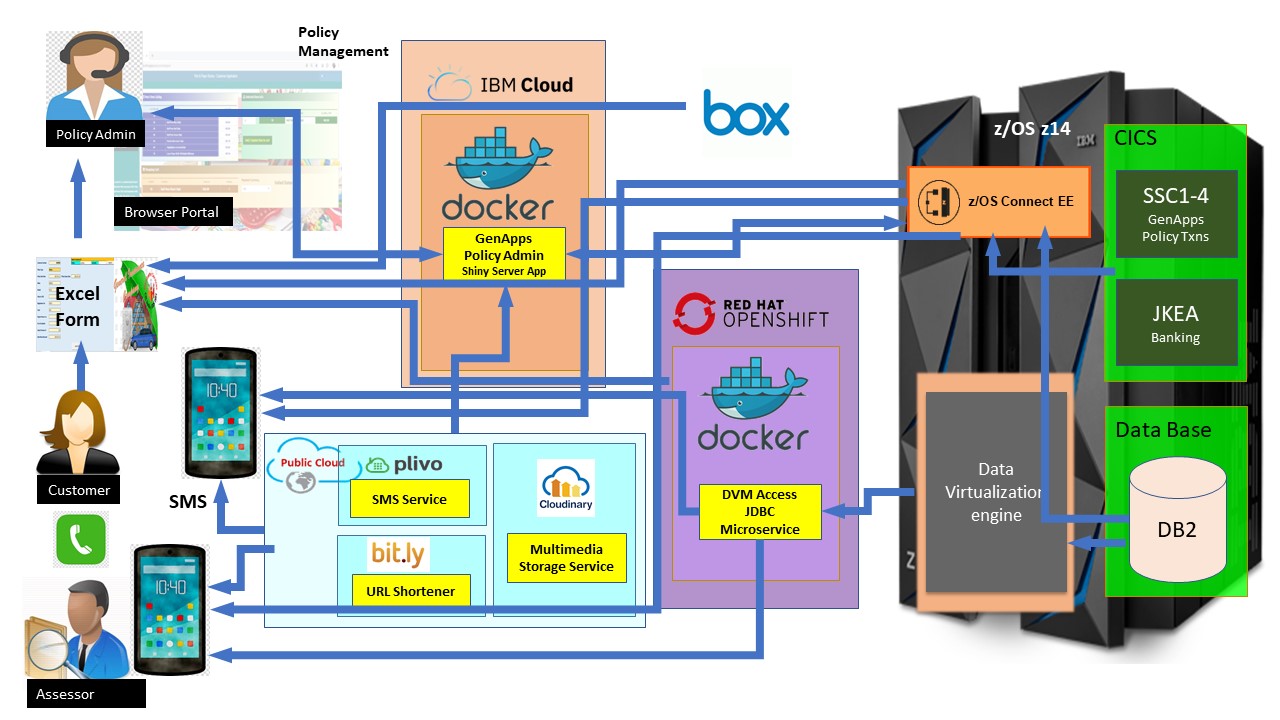 Policy
Management
Policy Admin
Browser Portal
Excel
Form
Customer
SMS
10:40
10:40
Assessor
IBM Cloud
docker
GenApps
Policy Admin
Shiny Server App
box
RED HAT
OPENSHIFT
docker
DVM Access
JDBC
Microservice
Public Cloud
plivo
SMS Service
bit.ly
URL Shortener
Cloudinary
Multimedia
Storage Service
z/OS z14
IBM
z/OS Connect EE
CICS
SSC1-4
GenApps
Policy Txns
JKEA
Banking
Data Base
DB2
Data
Virtualization
engine
Z